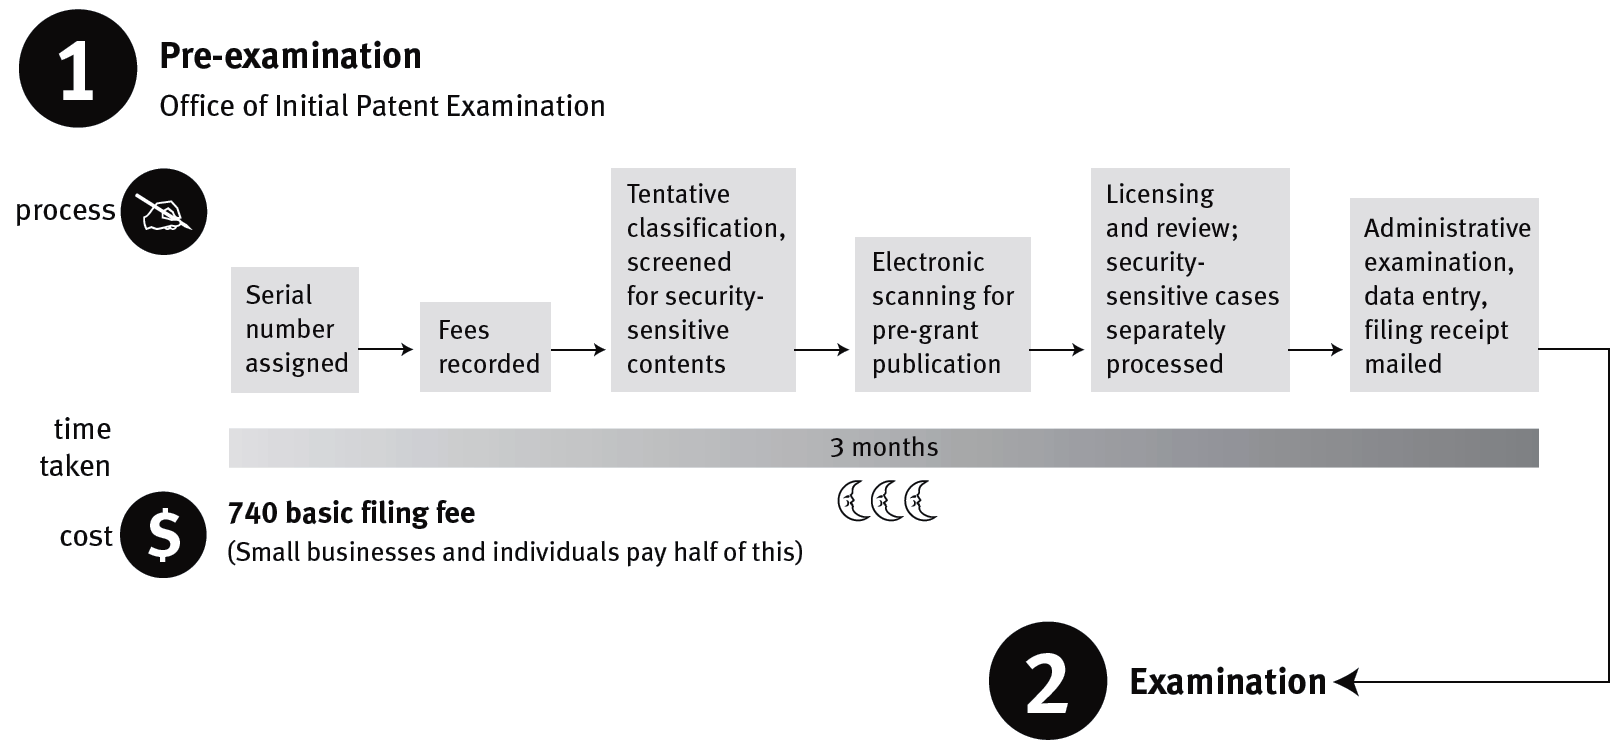 1
Pre-examination
Office of Initial Patent Examination
process
Serial
number
assigned
Fees
recorded
Tentative
classification,
screened
for security-
sensitive
contents
Electronic
scanning for
pre-grant
publication
Licensing
and review;
security-
sensitive cases
separately
processed
Administrative
examination,
data entry,
filing receipt
mailed
time
taken
3 months
cost
$
740 basic filing fee
(Small businesses and individuals pay half of this)
2
Examination